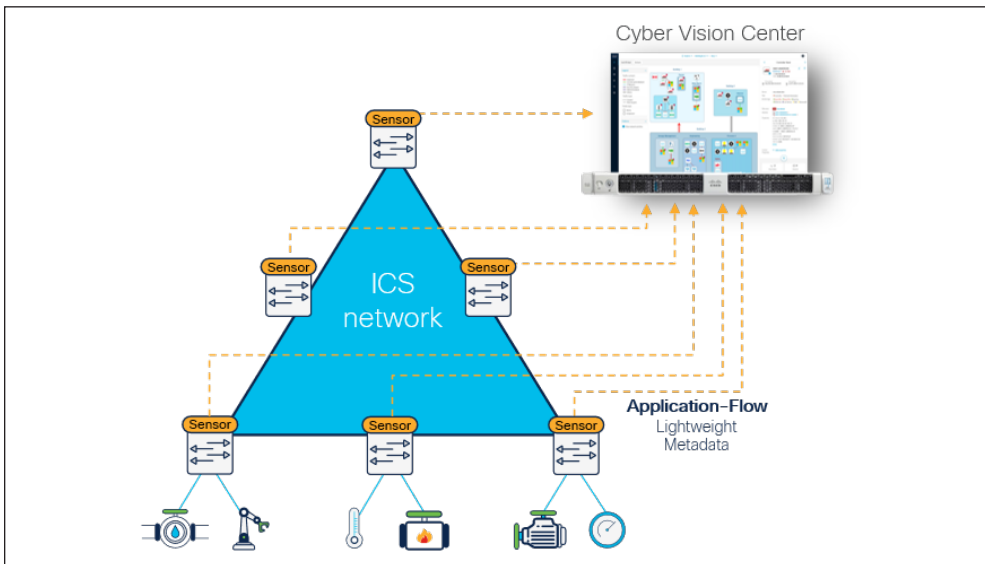 Cyber Vision Center
Sensor
Sensor
Sensor
ICS
network
Sensor
Sensor
Sensor
Application-Flow
Lightweight
Metadata